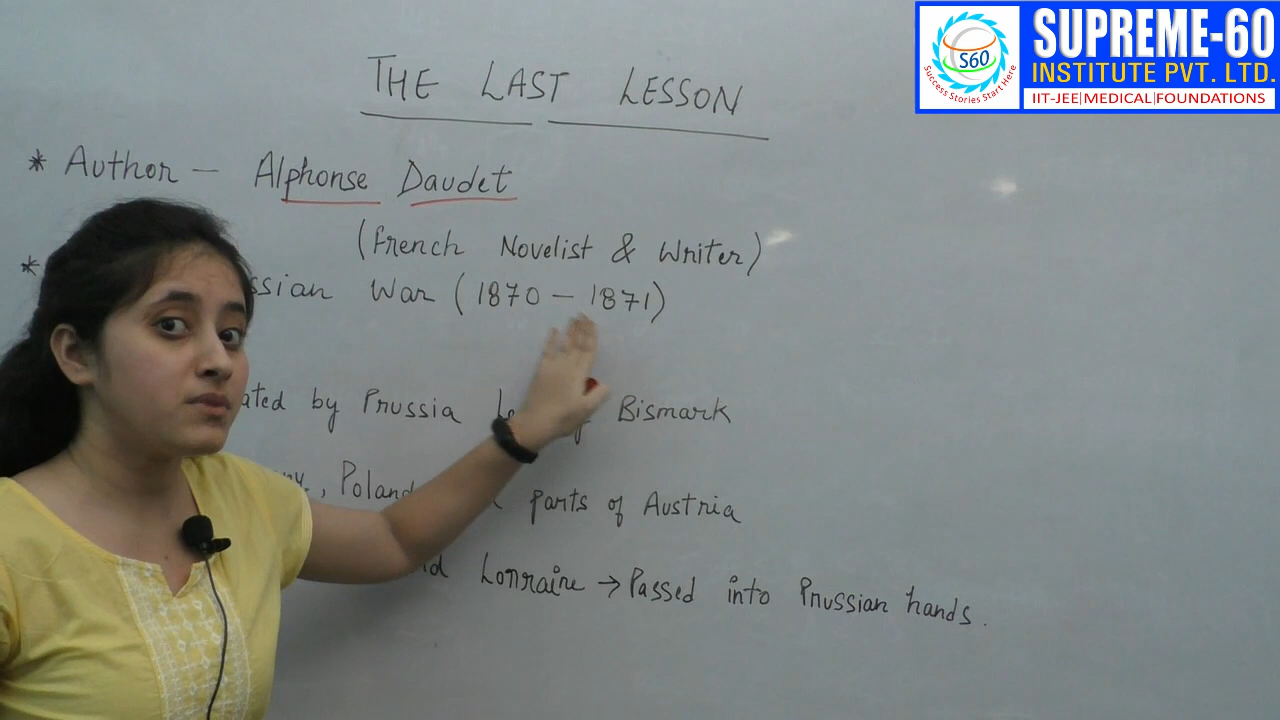 THE LAST LESSON
* Author - Alphonse Daudet
(French Novelist & Writer)
* ssian War (1870 - 1871)
ated by Prussia Bismark
, Poland parts of Austria
Lorraine → Passed into Prussian hands.
SUPREME-60
INSTITUTE PVT. LTD.
IIT-JEE|MEDICAL|FOUNDATIONS
S60
Success Stories Start Here